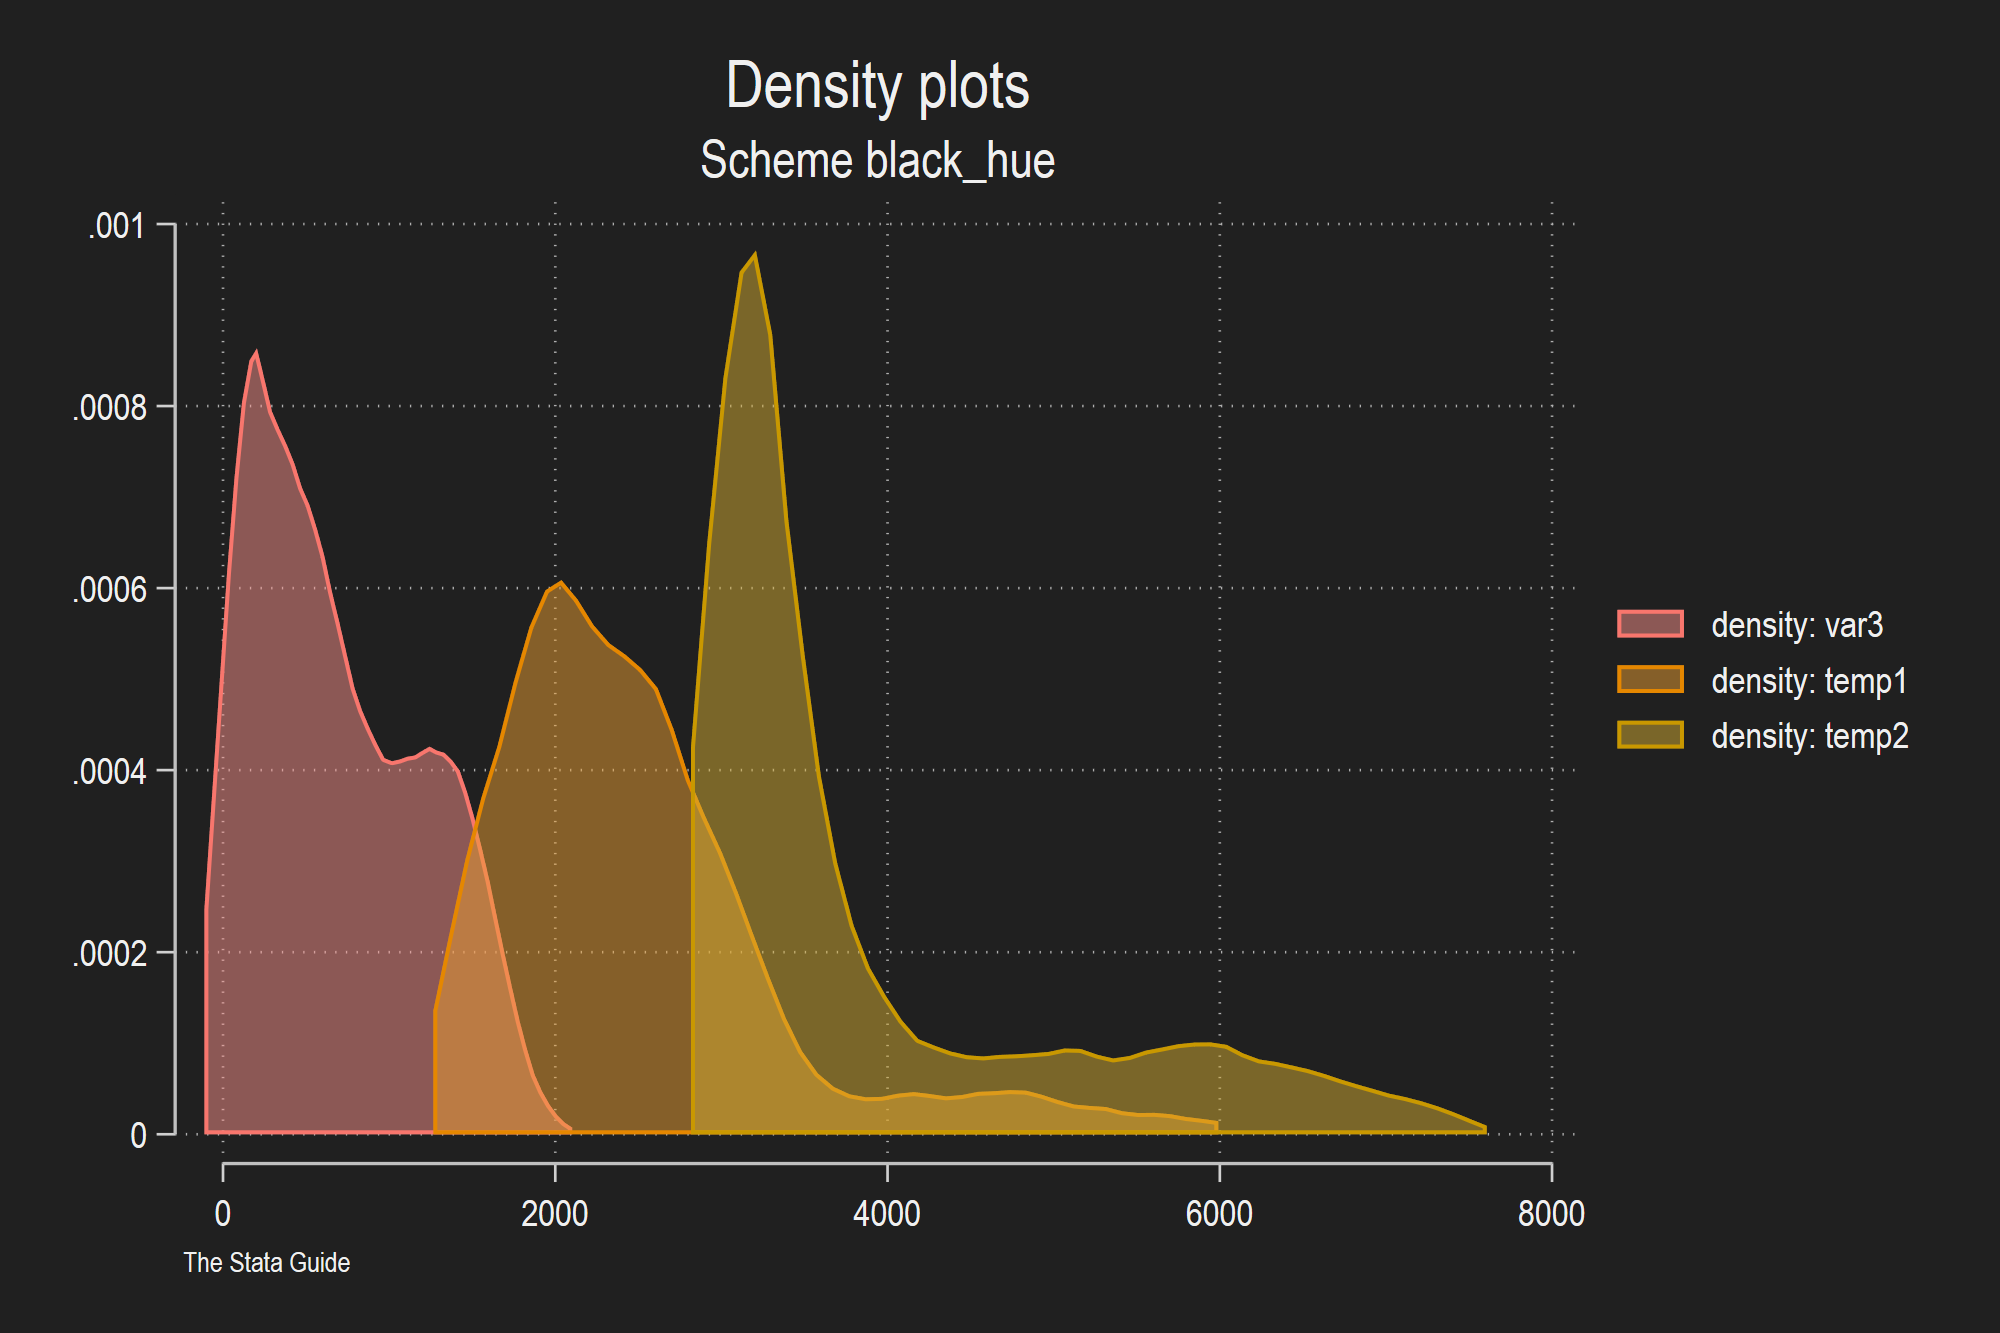 Density plots
Scheme black_hue
.001
.0008
.0006
.0004
.0002
0
0 2000 4000 6000 8000
density: var3
density: temp1
density: temp2
The Stata Guide